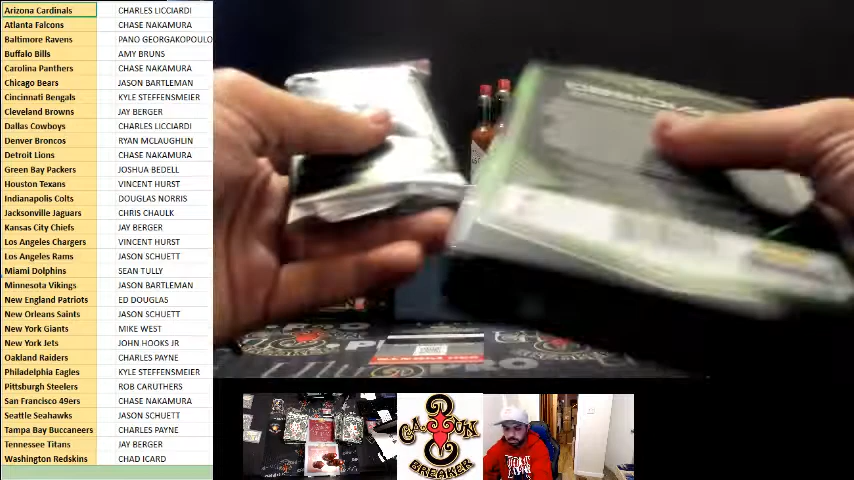 Arizona Cardinals CHARLES LICCIARDI
Atlanta Falcons CHASE NAKAMURA
Baltimore Ravens PANO GEORGAKOPOULO
Buffalo Bills AMY BRUNS
Carolina Panthers CHASE NAKAMURA
Chicago Bears JASON BARTLEMAN
Cincinnati Bengals KYLE STEFFENSMEIER
Cleveland Browns JAY BERGER
Dallas Cowboys CHARLES LICCIARDI
Denver Broncos RYAN MCLAUGHLIN
Detroit Lions CHASE NAKAMURA
Green Bay Packers JOSHUA BEDELL
Houston Texans VINCENT HURST
Indianapolis Colts DOUGLAS NORRIS
Jacksonville Jaguars CHRIS CHAULK
Kansas City Chiefs JAY BERGER
Los Angeles Chargers VINCENT HURST
Los Angeles Rams JASON SCHUETT
Miami Dolphins SEAN TULLY
Minnesota Vikings JASON BARTLEMAN
New England Patriots ED DOUGLAS
New Orleans Saints JASON SCHUETT
New York Giants MIKE WEST
New York Jets JOHN HOOKS JR
Oakland Raiders CHARLES PAYNE
Philadelphia Eagles KYLE STEFFENSMEIER
Pittsburgh Steelers ROB CARUTHERS
San Francisco 49ers CHASE NAKAMURA
Seattle Seahawks JASON SCHUETT
Tampa Bay Buccaneers CHARLES PAYNE
Tennessee Titans JAY BERGER
Washington Redskins CHAD ICARD
CAJUN
BREAKER